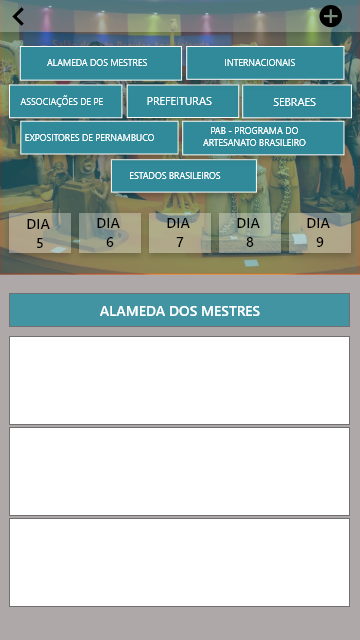 ALAMEDA DOS MESTRES
INTERNACIONAIS
ASSOCIAÇÕES DE PE
PREFEITURAS
SEBRAES
EXPOSITORES DE PERNAMBUCO
PAB - PROGRAMA DO
ARTESANATO BRASILEIRO
ESTADOS BRASILEIROS
DIA
5
DIA
6
DIA
7
DIA
8
DIA
9
ALAMEDA DOS MESTRES